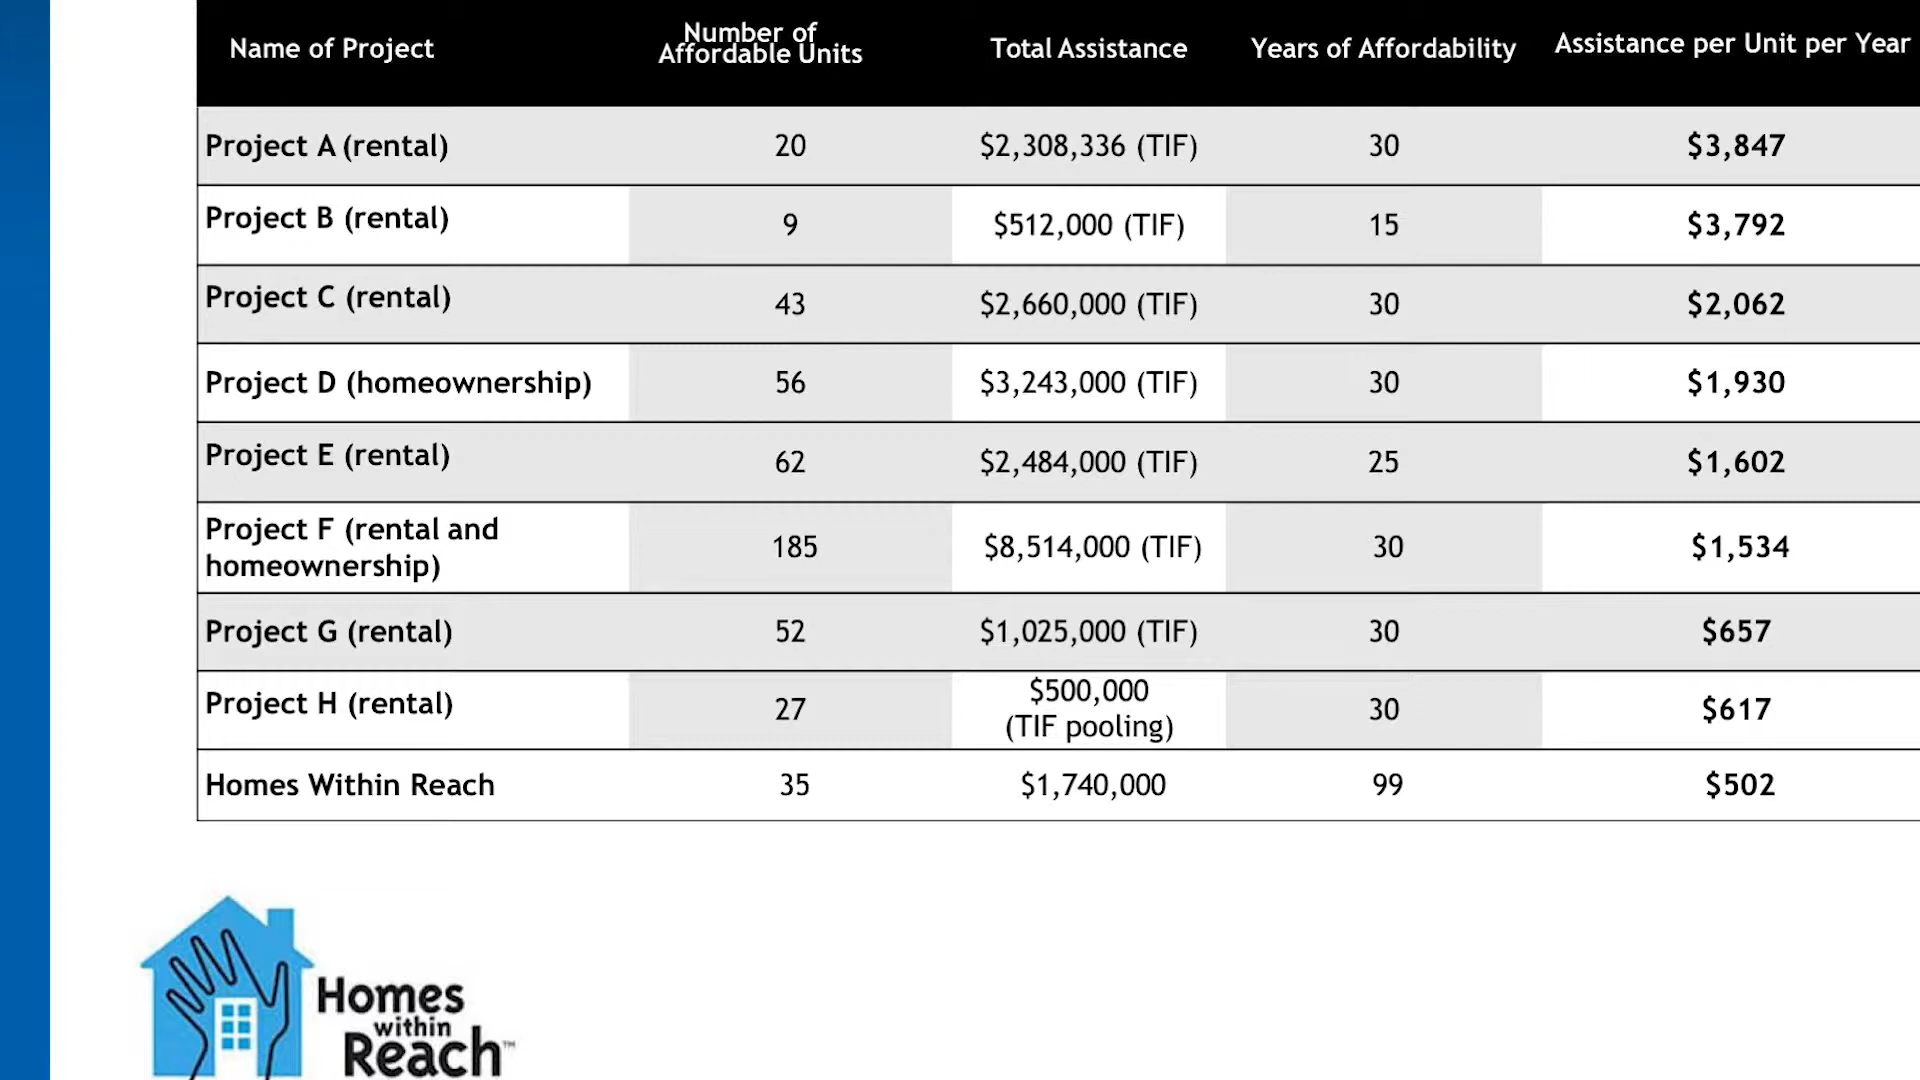 Name of Project Number of Affordable Units Total Assistance Years of Affordability Assistance per Unit per Year
Project A (rental) 20 $2,308,336 (TIF) 30 $3,847
Project B (rental) 9 $512,000 (TIF) 15 $3,792
Project C (rental) 43 $2,660,000 (TIF) 30 $2,062
Project D (homeownership) 56 $3,243,000 (TIF) 30 $1,930
Project E (rental) 62 $2,484,000 (TIF) 25 $1,602
Project F (rental and homeownership) 185 $8,514,000 (TIF) 30 $1,534
Project G (rental) 52 $1,025,000 (TIF) 30 $657
Project H (rental) 27 $500,000 (TIF pooling) 30 $617
Homes Within Reach 35 $1,740,000 99 $502
Homes
within
Reach™